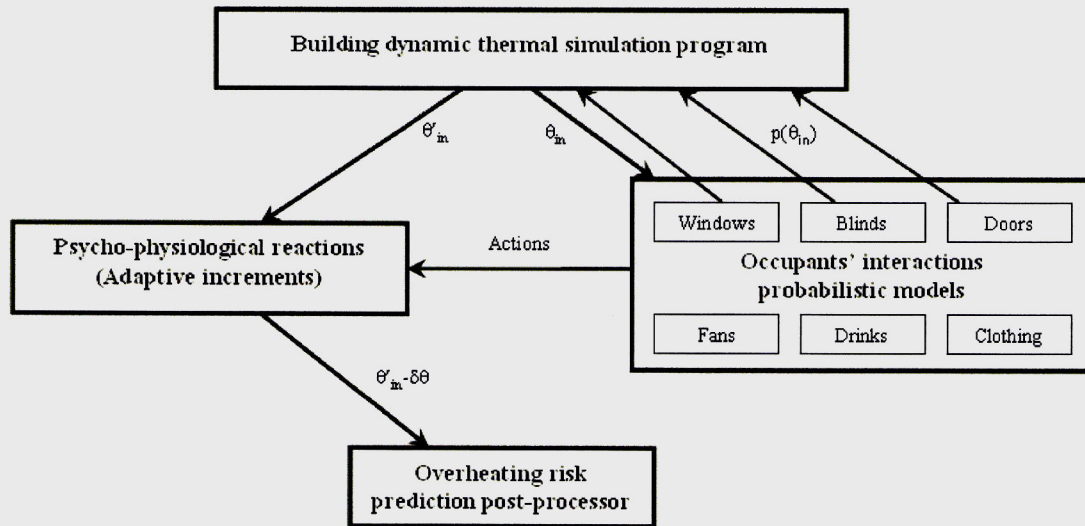 Building dynamic thermal simulation program
θ'in
θin
p(θin)
Windows
Blinds
Doors
Psycho-physiological reactions
(Adaptive increments)
Actions
Occupants' interactions
probabilistic models
Fans
Drinks
Clothing
θ'in-δθ
Overheating risk
prediction post-processor